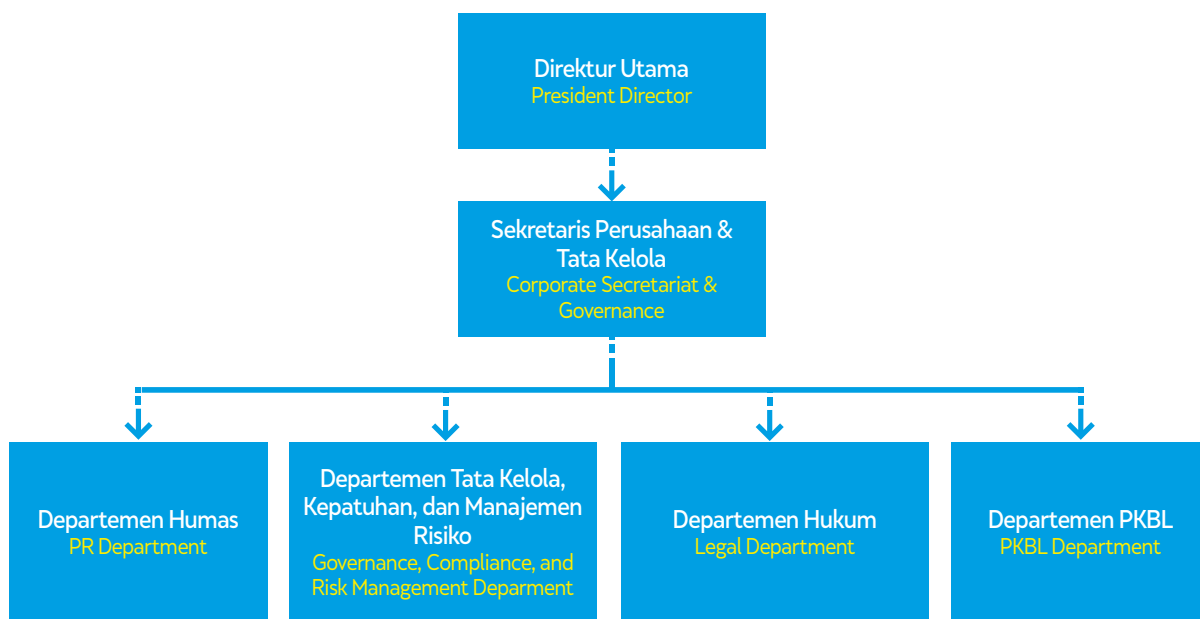 Direktur Utama
President Director
Sekretaris Perusahaan &
Tata Kelola
Corporate Secretariat &
Governance
Departemen Humas
PR Department
Departemen Tata Kelola,
Kepatuhan, dan Manajemen
Risiko
Governance, Compliance, and
Risk Management Deparment
Departemen Hukum
Legal Department
Departemen PKBL
PKBL Department